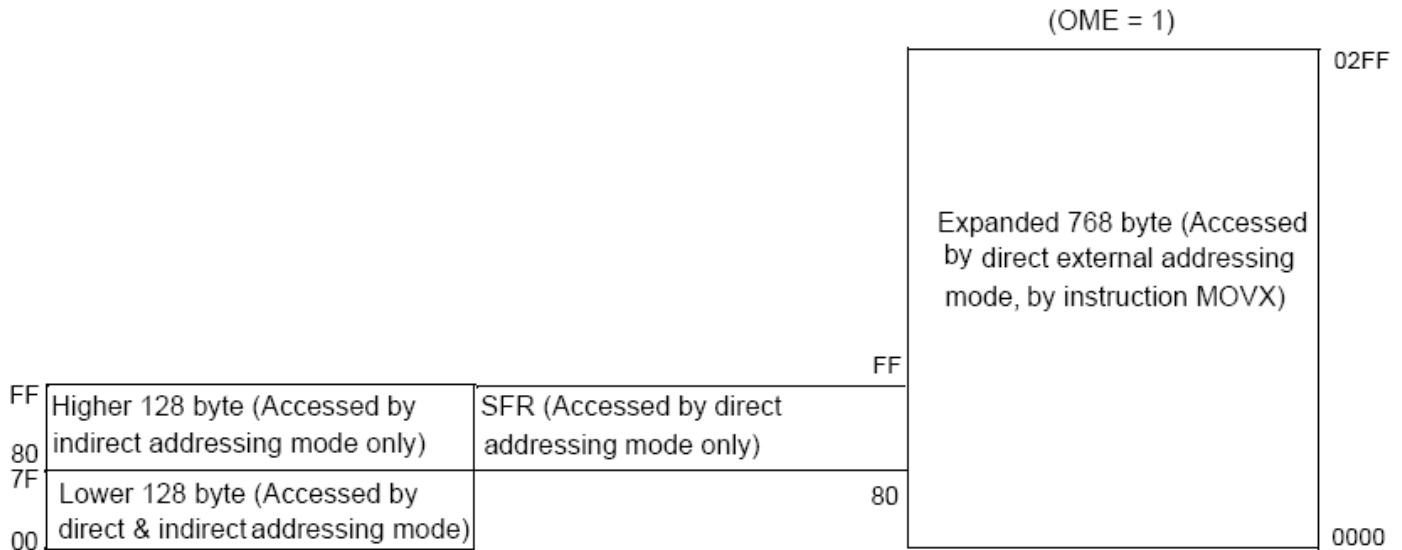 (OME = 1)
02FF
Expanded 768 byte (Accessed
by direct external addressing
mode, by instruction MOVX)
FF
FF
Higher 128 byte (Accessed by
indirect addressing mode only)
80
SFR (Accessed by direct
addressing mode only)
7F
Lower 128 byte (Accessed by
direct & indirect addressing mode)
00
80
0000